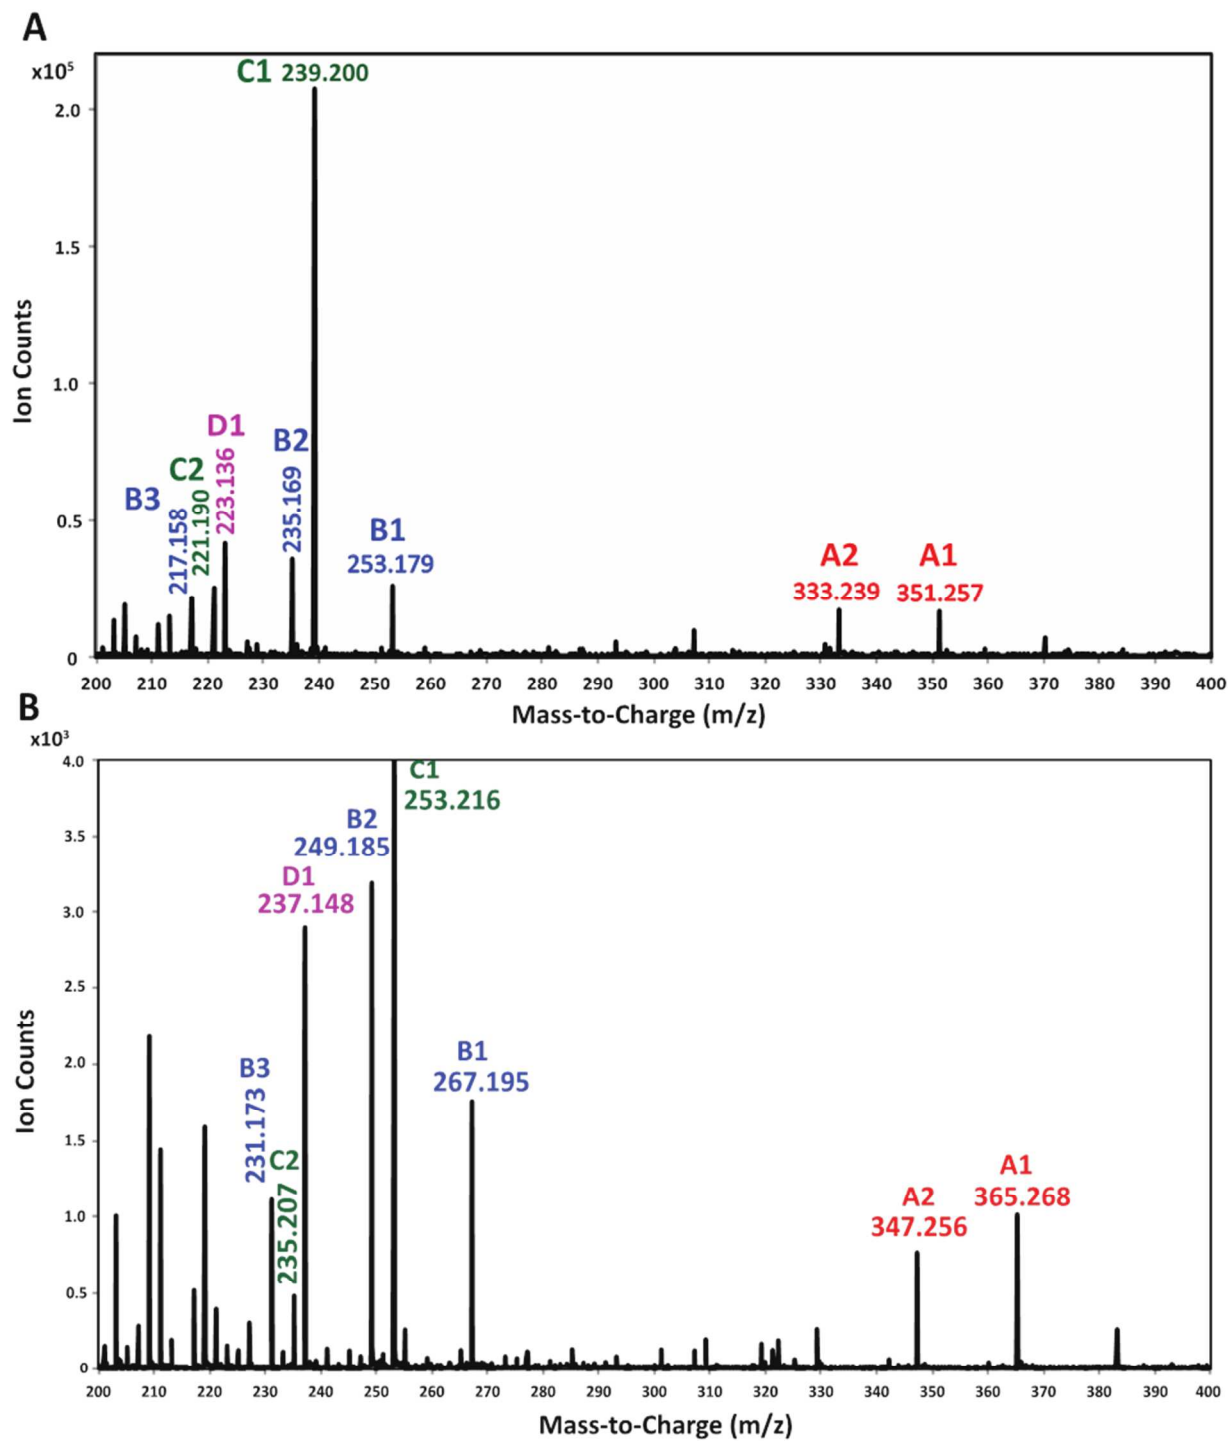 A
x10⁵
C1 239.200
2.0
1.5
1.0
0.5
0
Ion Counts
B3
217.158
C2
221.190
D1
223.136
B2
235.169
B1
253.179
A2
333.239
A1
351.257
200 210 220 230 240 250 260 270 280 290 300 310 320 330 340 350 360 370 380 390 400
Mass-to-Charge (m/z)
B
x10³
4.0
3.5
3.0
2.5
2.0
1.5
1.0
0.5
0
Ion Counts
C1
253.216
B2
249.185
D1
237.148
B3
231.173
C2
235.207
B1
267.195
A2
347.256
A1
365.268
200 210 220 230 240 250 260 270 280 290 300 310 320 330 340 350 360 370 380 390 400
Mass-to-Charge (m/z)